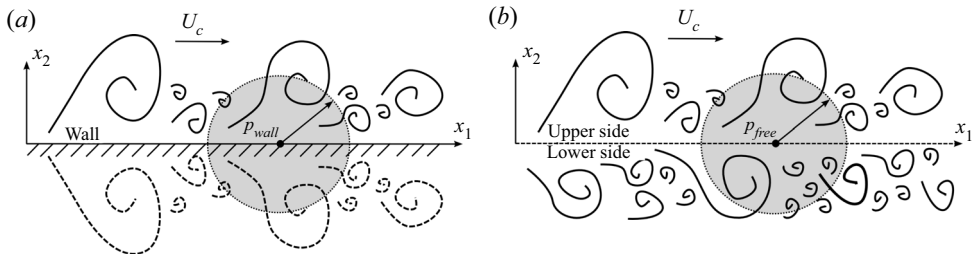 (a)
U_c
x_2
Wall
p_wall
x_1
(b)
U_c
x_2
Upper side
Lower side
p_free
x_1